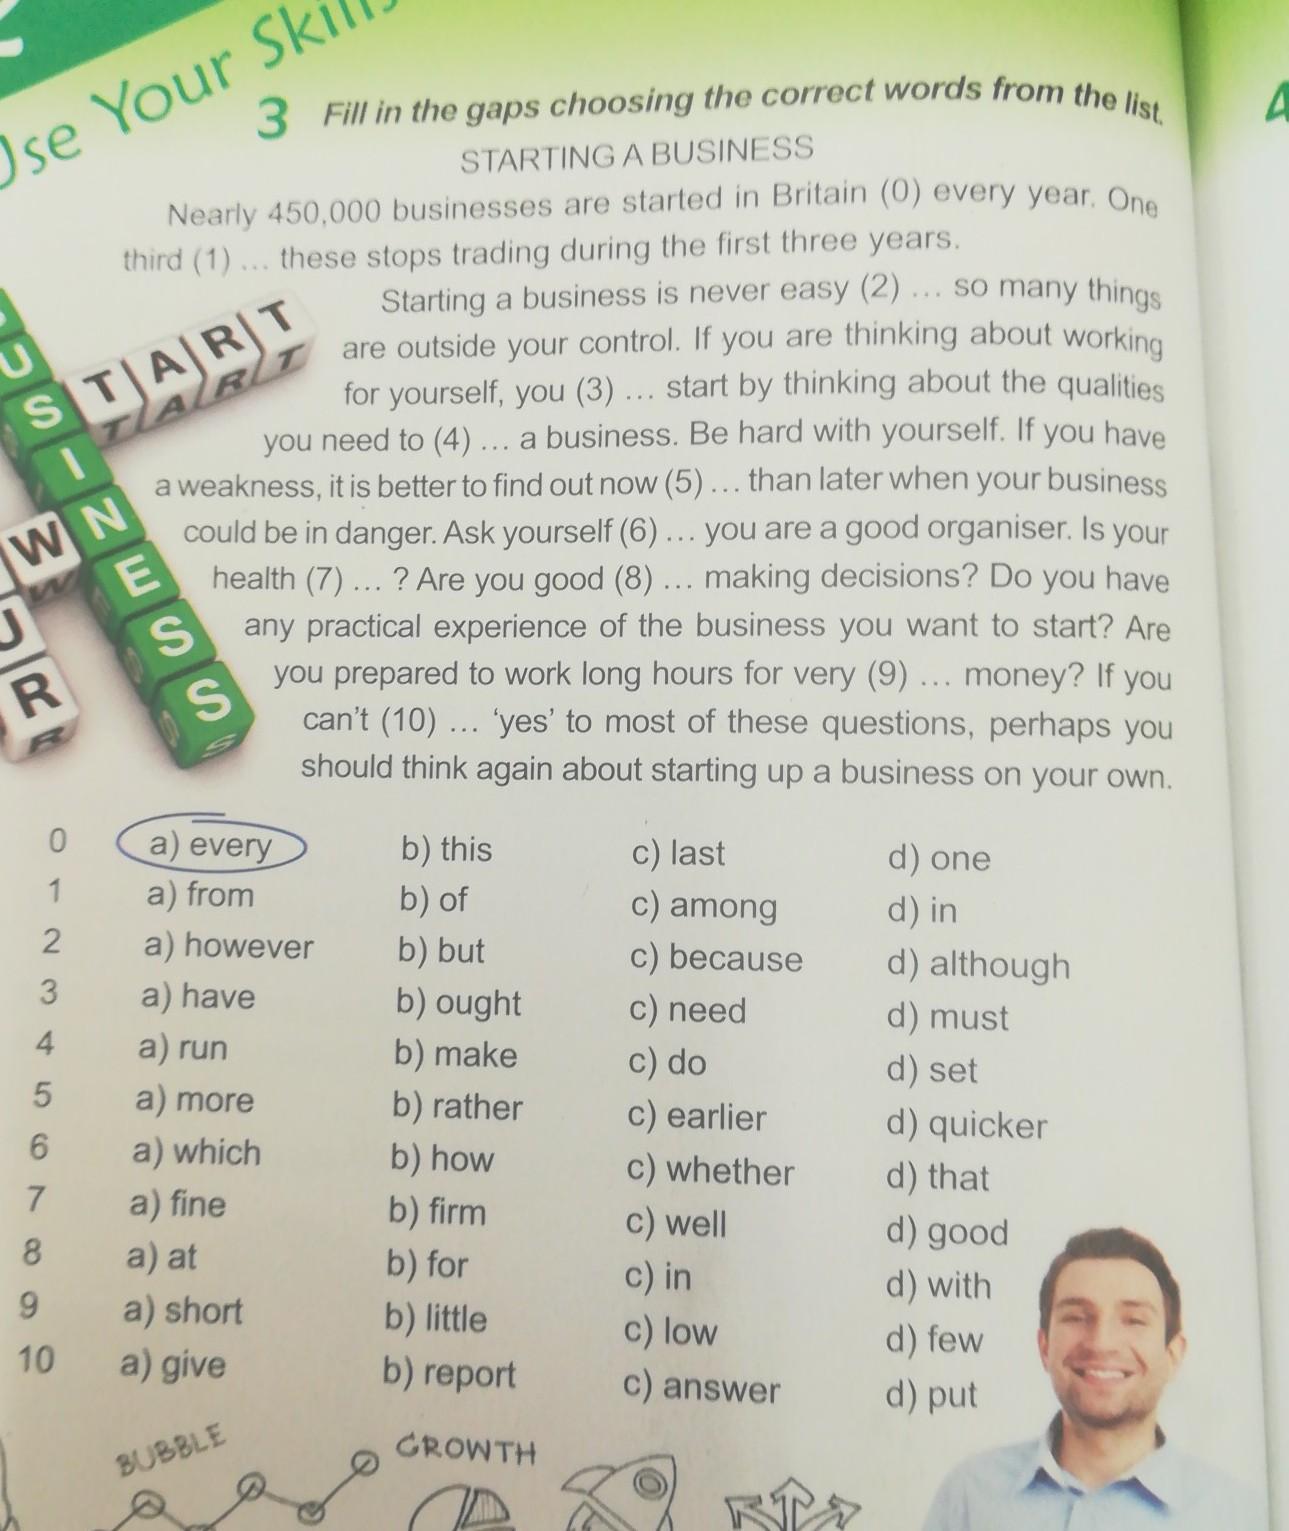 Use Your Skills
3 Fill in the gaps choosing the correct words from the list.
STARTING A BUSINESS
Nearly 450,000 businesses are started in Britain (0) every year. One
third (1) ... these stops trading during the first three years.
Starting a business is never easy (2) ... so many things
are outside your control. If you are thinking about working
for yourself, you (3) ... start by thinking about the qualities
you need to (4) ... a business. Be hard with yourself. If you have
a weakness, it is better to find out now (5) ... than later when your business
could be in danger. Ask yourself (6) ... you are a good organiser. Is your
health (7) ... ? Are you good (8) ... making decisions? Do you have
any practical experience of the business you want to start? Are
you prepared to work long hours for very (9) ... money? If you
can't (10) ... 'yes' to most of these questions, perhaps you
should think again about starting up a business on your own.
TART
USINESS
W
U
R
0 a) every b) this c) last d) one
1 a) from b) of c) among d) in
2 a) however b) but c) because d) although
3 a) have b) ought c) need d) must
4 a) run b) make c) do d) set
5 a) more b) rather c) earlier d) quicker
6 a) which b) how c) whether d) that
7 a) fine b) firm c) well d) good
8 a) at b) for c) in d) with
9 a) short b) little c) low d) few
10 a) give b) report c) answer d) put
BUBBLE
GROWTH
4